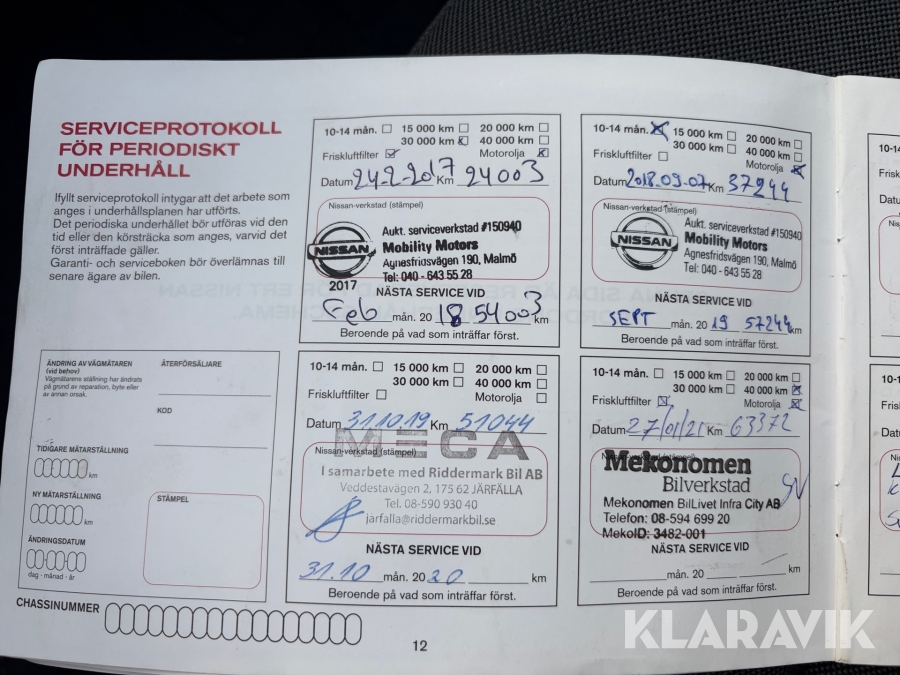 SERVICEPROTOKOLL
FÖR PERIODISKT
UNDERHÅLL
Ifyllt serviceprotokoll intygar att det arbete som
anges i underhållsplanen har utförts.
Det periodiska underhållet bör utföras vid den
tid eller den körsträcka som anges, varvid det
först inträffade gäller.
Garanti- och serviceboken bör överlämnas till
senare ägare av bilen.
10-14 mån. 15 000 km 20 000 km
30 000 km 40 000 km
Friskluftfilter Motorolja
Datum 24-2-2017 Km 24003
Nissan-verkstad (stämpel)
NISSAN
Aukt. serviceverkstad #150940
Mobility Motors
Agnesfridsvägen 190, Malmö
Tel: 040 - 643 55 28
2017
NÄSTA SERVICE VID
Feb mån. 20 18 54003 km
Beroende på vad som inträffar först.
10-14 mån. 15 000 km 20 000 km
30 000 km 40 000 km
Friskluftfilter Motorolja
Datum 2018.09.07 Km 37244
Nissan-verkstad (stämpel)
NISSAN
Aukt. serviceverkstad #150940
Mobility Motors
Agnesfridsvägen 190, Malmö
Tel: 040 - 643 55 28
NÄSTA SERVICE VID
SEPT mån. 20 19 57244 km
Beroende på vad som inträffar först.
ÄNDRING AV VÄGMÄTAREN
(vid behov)
Vägmätarens ställning har ändrats
på grund av reparation, byte eller
av annan orsak.
ÅTERFÖRSÄLJARE
KOD
TIDIGARE MÄTARSTÄLLNING
km
NY MÄTARSTÄLLNING
km
ÄNDRINGSDATUM
dag - månad - år
STÄMPEL
10-14 mån. 15 000 km 20 000 km
30 000 km 40 000 km
Friskluftfilter Motorolja
Datum 31.10.19 Km 51044
MECA
Nissan-verkstad (stämpel)
I samarbete med Riddermark Bil AB
Veddestavägen 2, 175 62 JÄRFÄLLA
Tel. 08-590 930 40
jarfalla@riddermarkbil.se
NÄSTA SERVICE VID
31.10 mån. 20 20 km
Beroende på vad som inträffar först.
10-14 mån. 15 000 km 20 000 km
30 000 km 40 000 km
Friskluftfilter Motorolja
Datum 27/01/21 Km 63372
Nissan-verkstad (stämpel)
Mekonomen
Bilverkstad
Mekonomen BilLivet Infra City AB
Telefon: 08-594 699 20
MekoID: 3482-001
NÄSTA SERVICE VID
mån. 20 km
Beroende på vad som inträffar först.
CHASSINUMMER
12
KLARAVIK